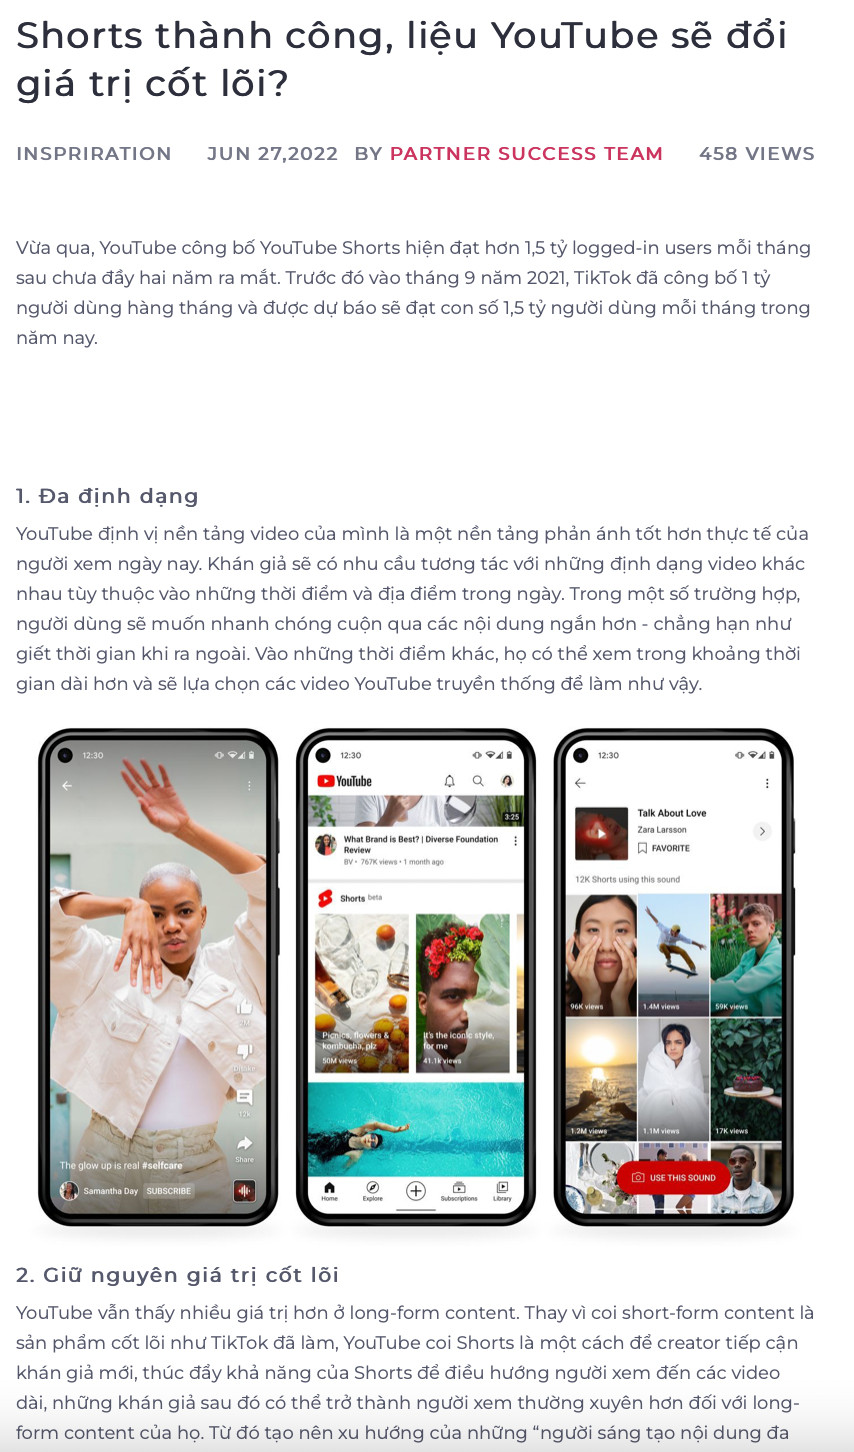 Shorts thành công, liệu YouTube sẽ đổi
giá trị cốt lõi?
INSPRIRATION JUN 27,2022 BY PARTNER SUCCESS TEAM 458 VIEWS
Vừa qua, YouTube công bố YouTube Shorts hiện đạt hơn 1,5 tỷ logged-in users mỗi tháng
sau chưa đầy hai năm ra mắt. Trước đó vào tháng 9 năm 2021, TikTok đã công bố 1 tỷ
người dùng hàng tháng và được dự báo sẽ đạt con số 1,5 tỷ người dùng mỗi tháng trong
năm nay.
1. Đa định dạng
YouTube định vị nền tảng video của mình là một nền tảng phản ánh tốt hơn thực tế của
người xem ngày nay. Khán giả sẽ có nhu cầu tương tác với những định dạng video khác
nhau tùy thuộc vào những thời điểm và địa điểm trong ngày. Trong một số trường hợp,
người dùng sẽ muốn nhanh chóng cuộn qua các nội dung ngắn hơn - chẳng hạn như
giết thời gian khi ra ngoài. Vào những thời điểm khác, họ có thể xem trong khoảng thời
gian dài hơn và sẽ lựa chọn các video YouTube truyền thống để làm như vậy.
12:30
Dislike
12k
Share
The glow up is real #selfcare
Samantha Day SUBSCRIBE
12:30
YouTube
3:25
What Brand is Best? | Diverse Foundation
Review
BV • 767K views • 1 month ago
Shorts beta
Picnics, flowers &
kombucha, plz
50M views
It's the iconic style,
for me
41.1k views
Home Explore Subscriptions Library
12:30
Talk About Love
Zara Larsson
FAVORITE
12K Shorts using this sound
96K views 1.4M views 59K views
1.2M views 1.1M views 17K views
USE THIS SOUND
2. Giữ nguyên giá trị cốt lõi
YouTube vẫn thấy nhiều giá trị hơn ở long-form content. Thay vì coi short-form content là
sản phẩm cốt lõi như TikTok đã làm, YouTube coi Shorts là một cách để creator tiếp cận
khán giả mới, thúc đẩy khả năng của Shorts để điều hướng người xem đến các video
dài, những khán giả sau đó có thể trở thành người xem thường xuyên hơn đối với long-
form content của họ. Từ đó tạo nên xu hướng của những “người sáng tạo nội dung đa